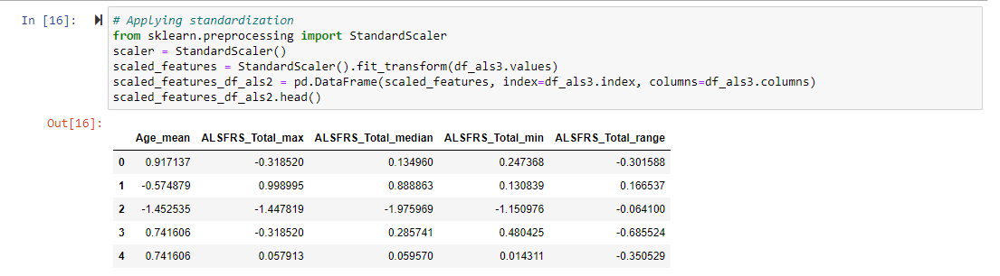 In [16]:
# Applying standardization
from sklearn.preprocessing import StandardScaler
scaler = StandardScaler()
scaled_features = StandardScaler().fit_transform(df_als3.values)
scaled_features_df_als2 = pd.DataFrame(scaled_features, index=df_als3.index, columns=df_als3.columns)
scaled_features_df_als2.head()
Out[16]:
Age_mean ALSFRS_Total_max ALSFRS_Total_median ALSFRS_Total_min ALSFRS_Total_range
0 0.917137 -0.318520 0.134960 0.247368 -0.301588
1 -0.574879 0.998995 0.888863 0.130839 0.166537
2 -1.452535 -1.447819 -1.975969 -1.150976 -0.064100
3 0.741606 -0.318520 0.285741 0.480425 -0.685524
4 0.741606 0.057913 0.059570 0.014311 -0.350529